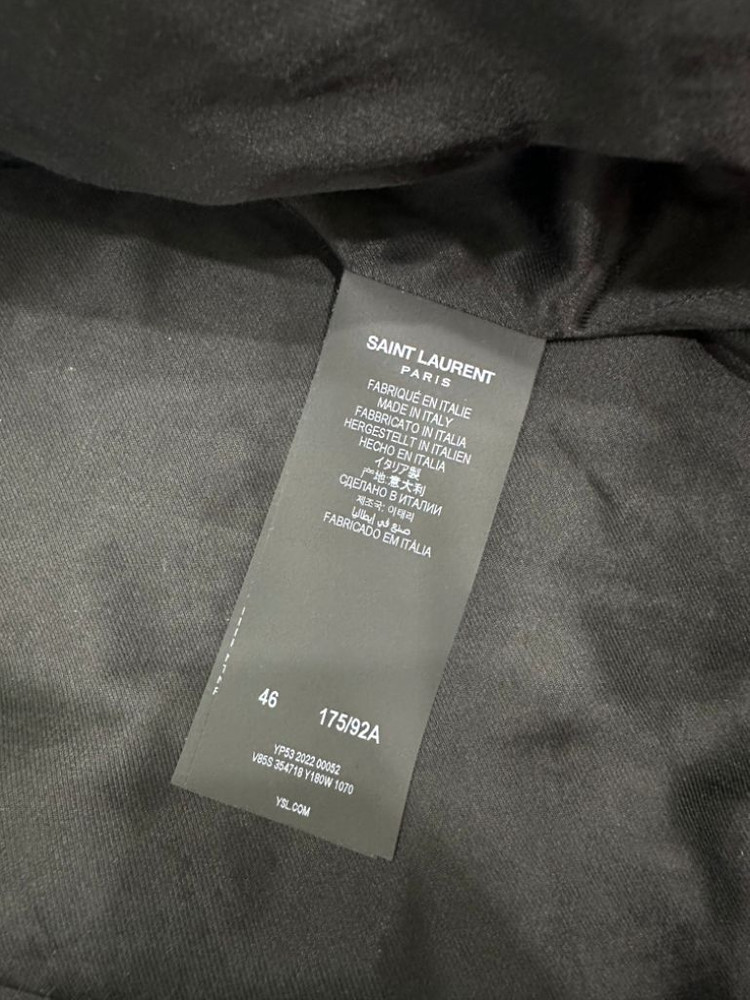 SAINT LAURENT
PARIS
FABRIQUÉ EN ITALIE
MADE IN ITALY
FABBRICATO IN ITALIA
HERGESTELLT IN ITALIEN
HECHO EN ITALIA
イタリア製
产地:意大利
СДЕЛАНО В ИТАЛИИ
제조국: 이태리
صنع في إيطاليا
FABRICADO EM ITÁLIA
46 175/92A
YP53 2022 00052
V85S 354718 Y180W 1070
YSL.COM